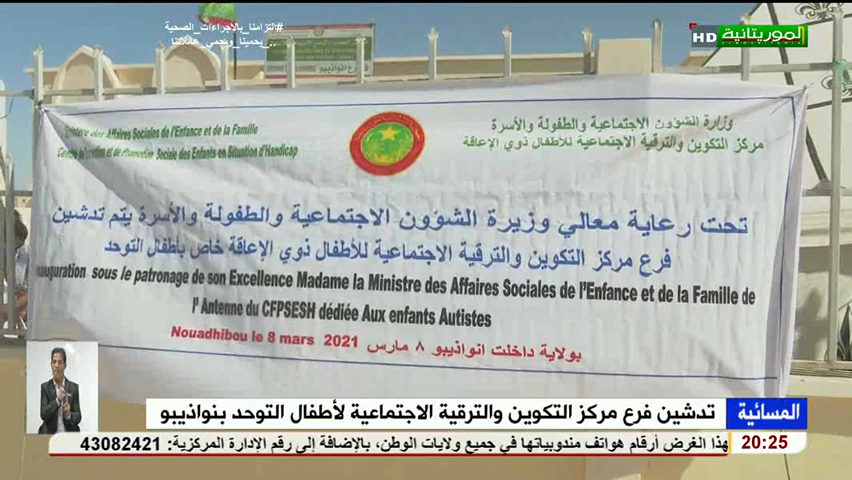 #التزامنا_بالاجراءات_الصحية
.._يحمينا_ويحمي_عائلاتنا
الموريتانية
HD
فرع انواذيبو
Ministère des Affaires Sociales de l'Enfance et de la Famille
Centre de Formation et de Promotion Sociale des Enfants en Situation d'Handicap
وزارة الشؤون الاجتماعية والطفولة والأسرة
مركز التكوين والترقية الاجتماعية للأطفال ذوي الإعاقة
تحت رعاية معالي وزيرة الشؤون الاجتماعية والطفولة والأسرة يتم تدشين
فرع مركز التكوين والترقية الاجتماعية للأطفال ذوي الإعاقة خاص بأطفال التوحد
Inauguration sous le patronage de son Excellence Madame la Ministre des Affaires Sociales de l'Enfance et de la Famille de
l' Antenne du CFPSESH dédiée Aux enfants Autistes
بولاية داخلت انواذيبو ٨ مارس 2021 Nouadhibou le 8 mars
المسائية
تدشين فرع مركز التكوين والترقية الاجتماعية لأطفال التوحد بنواذيبو
20:25
لهذا الغرض أرقام هواتف مندوبياتها في جميع ولايات الوطن، بالإضافة إلى رقم الإدارة المركزية: 43082421